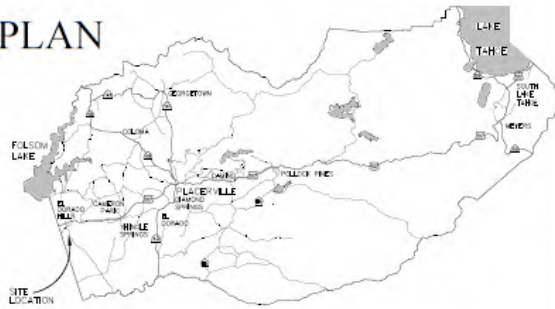 PLAN
LAKE
TAHOE
SOUTH
LAKE
TAHOE
MEYERS
GEORGETOWN
COLOMA
FOLSOM
LAKE
CAMINO
POLLOCK PINES
PLACERVILLE
DIAMOND
SPRINGS
EL
DORADO
HILLS
CAMERON
PARK
SHINGLE
SPRINGS
EL
DORADO
SITE
LOCATION